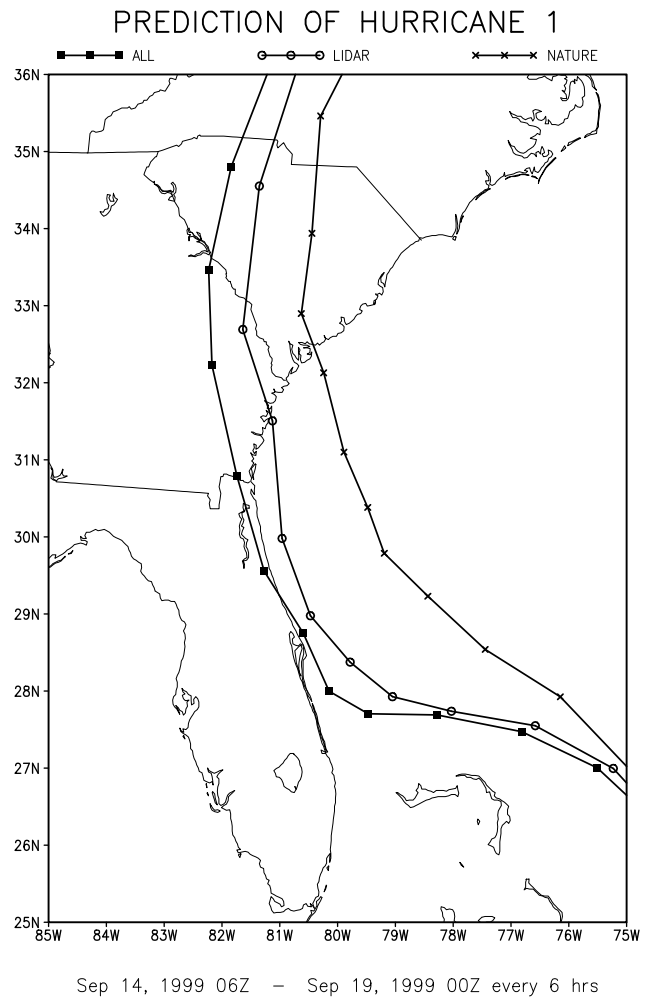 PREDICTION OF HURRICANE 1
ALL LIDAR NATURE
36N
35N
34N
33N
32N
31N
30N
29N
28N
27N
26N
25N
85W 84W 83W 82W 81W 80W 79W 78W 77W 76W 75W
Sep 14, 1999 06Z — Sep 19, 1999 00Z every 6 hrs